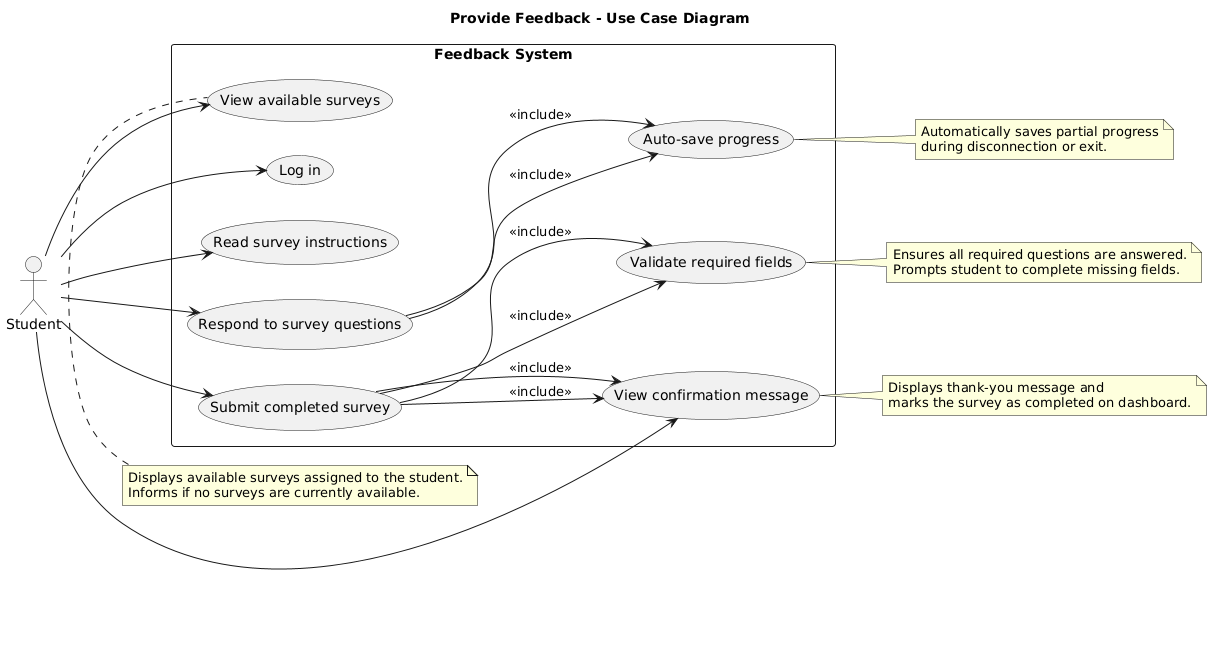 Provide Feedback - Use Case Diagram
Feedback System
View available surveys
Log in
Read survey instructions
Respond to survey questions
Submit completed survey
Student
«include»
«include»
«include»
«include»
«include»
«include»
Auto-save progress
Validate required fields
View confirmation message
Automatically saves partial progress
during disconnection or exit.
Ensures all required questions are answered.
Prompts student to complete missing fields.
Displays thank-you message and
marks the survey as completed on dashboard.
Displays available surveys assigned to the student.
Informs if no surveys are currently available.